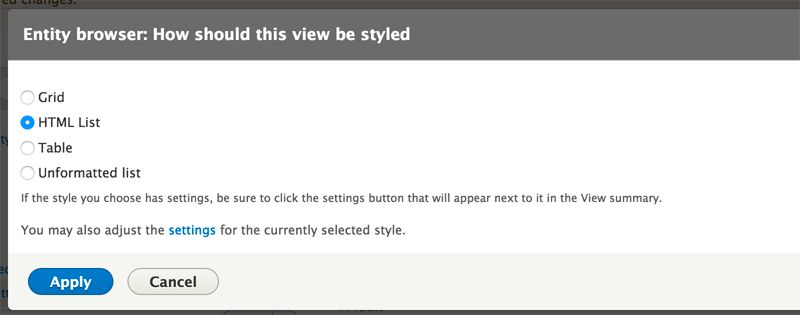 ed changes.
Entity browser: How should this view be styled
Grid
HTML List
Table
Unformatted list
If the style you choose has settings, be sure to click the settings button that will appear next to it in the View summary.
You may also adjust the settings for the currently selected style.
Apply
Cancel